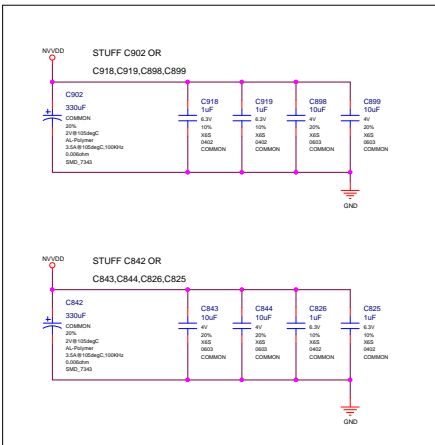 NVVDD
STUFF C902 OR
C918,C919,C898,C899
C902
330uF
COMMON
20%
2V@105degC
AL-Polymer
3.5A@105degC,100KHz
0.006ohm
SMD_7343
C918
1uF
6.3V
10%
X6S
0402
COMMON
C919
1uF
6.3V
10%
X6S
0402
COMMON
C898
10uF
4V
20%
X6S
0603
COMMON
C899
10uF
4V
20%
X6S
0603
COMMON
GND
NVVDD
STUFF C842 OR
C843,C844,C826,C825
C842
330uF
COMMON
20%
2V@105degC
AL-Polymer
3.5A@105degC,100KHz
0.006ohm
SMD_7343
C843
10uF
4V
20%
X6S
0603
COMMON
C844
10uF
4V
20%
X6S
0603
COMMON
C826
1uF
6.3V
10%
X6S
0402
COMMON
C825
1uF
6.3V
10%
X6S
0402
COMMON
GND